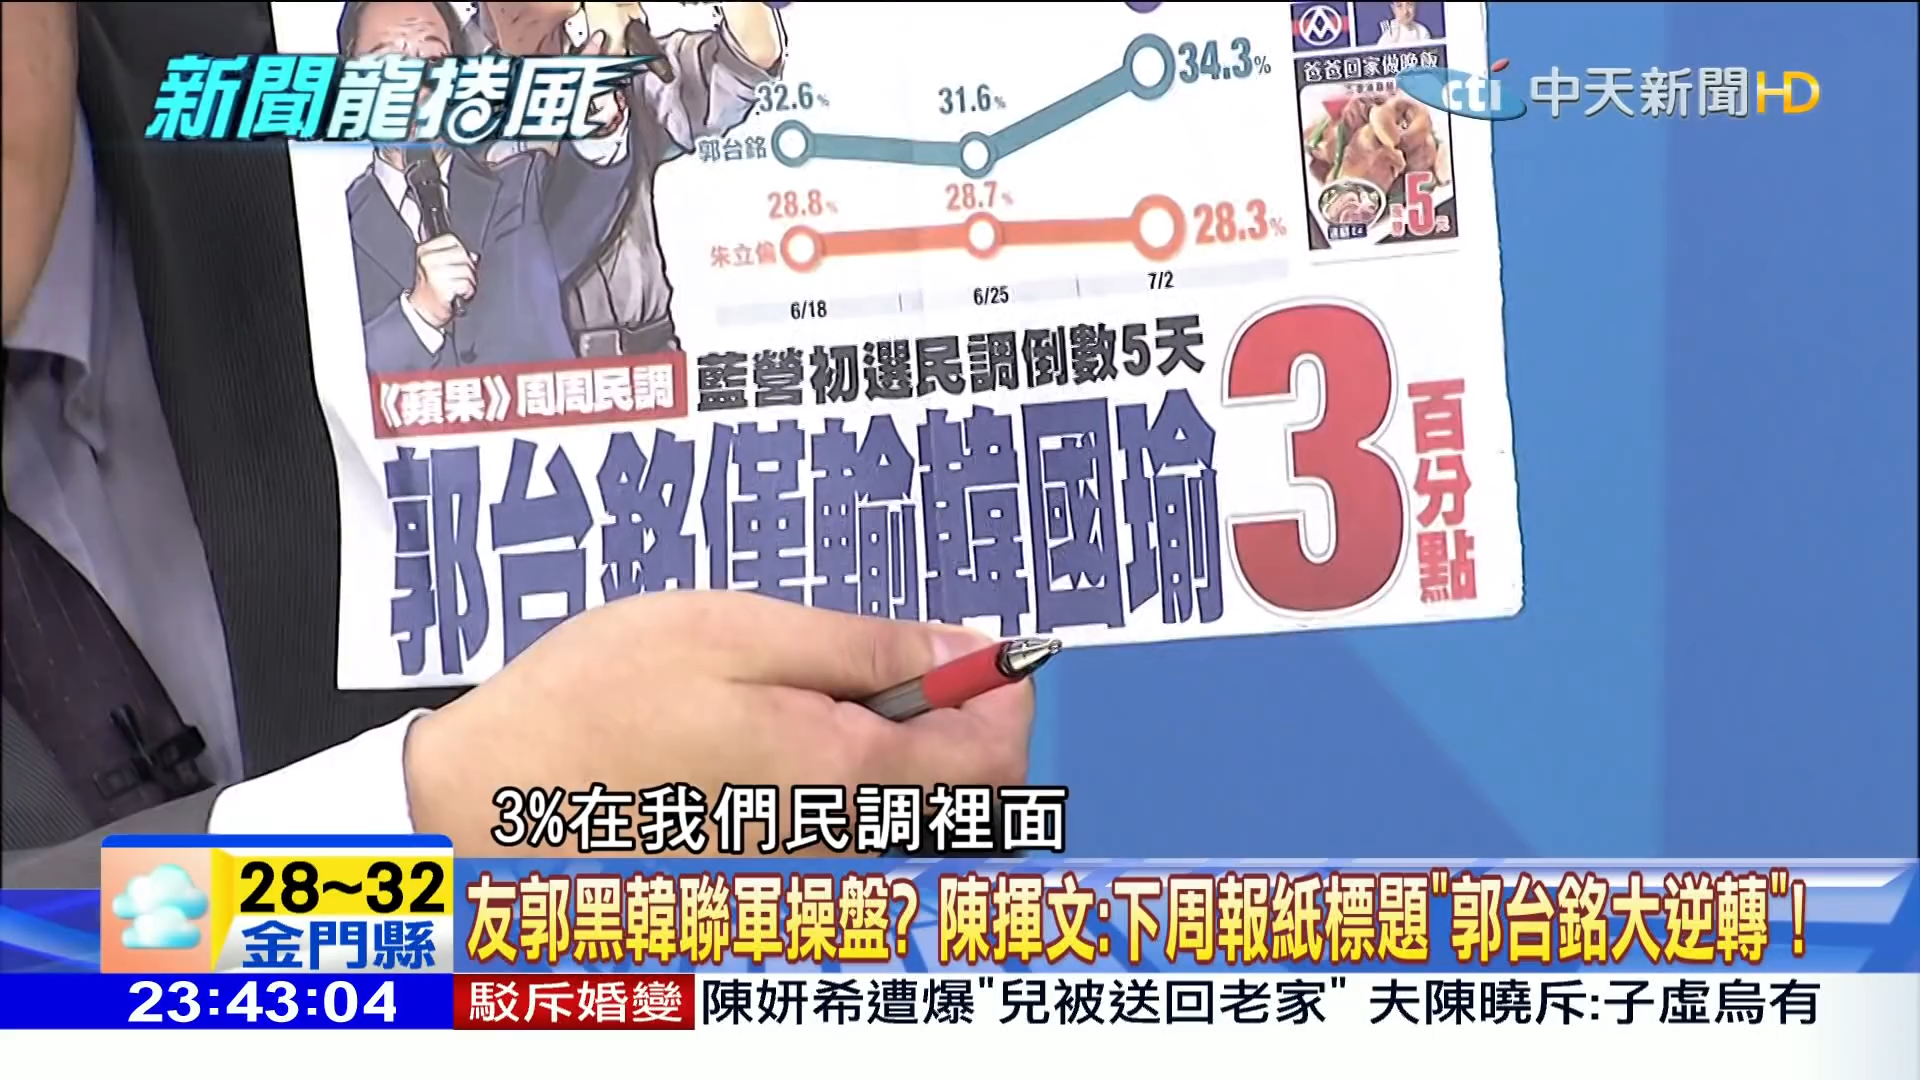 新聞龍捲風
cti 中天新聞HD
爸爸回家做晚飯
5元
34.3%
32.6%
31.6%
郭台銘
28.8%
28.7%
28.3%
朱立倫
6/18
6/25
7/2
《蘋果》周周民調
藍營初選民調倒數5天
郭台銘僅輸韓國瑜3百分點
3%在我們民調裡面
28~32
金門縣
友郭黑韓聯軍操盤? 陳揮文:下周報紙標題"郭台銘大逆轉"!
23:43:04
駁斥婚變
陳妍希遭爆"兒被送回老家" 夫陳曉斥:子虛烏有